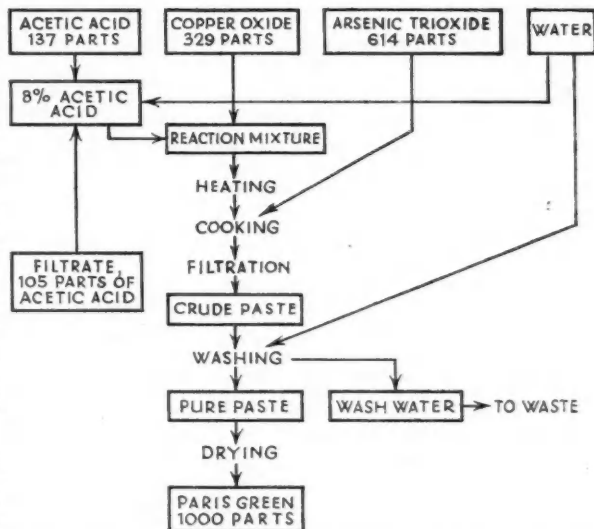 ACETIC ACID
137 PARTS
COPPER OXIDE
329 PARTS
ARSENIC TRIOXIDE
614 PARTS
WATER
8% ACETIC
ACID
REACTION MIXTURE
HEATING
COOKING
FILTRATE,
105 PARTS OF
ACETIC ACID
FILTRATION
CRUDE PASTE
WASHING
PURE PASTE
WASH WATER
TO WASTE
DRYING
PARIS GREEN
1000 PARTS